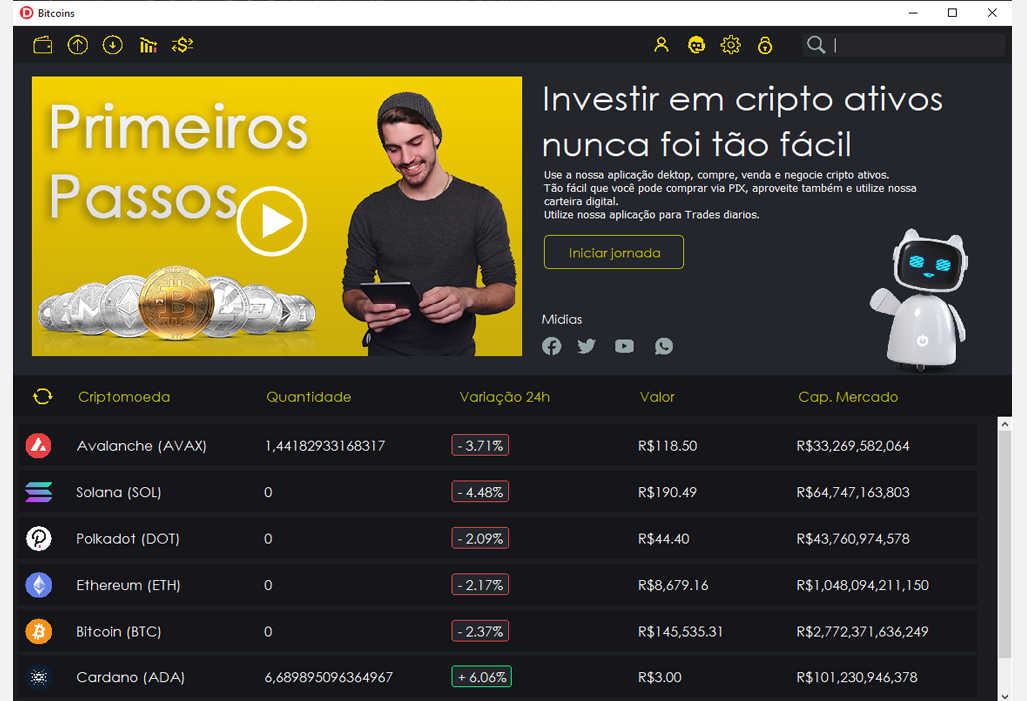 Bitcoins
Primeiros
Passos
Investir em cripto ativos
nunca foi tão fácil
Use a nossa aplicação dektop, compre, venda e negocie cripto ativos.
Tão fácil que você pode comprar via PIX, aproveite também e utilize nossa
carteira digital.
Utilize nossa aplicação para Trades diarios.
Iniciar jornada
Midias
Criptomoeda Quantidade Variação 24h Valor Cap. Mercado
Avalanche (AVAX) 1,44182933168317 - 3.71% R$118.50 R$33,269,582,064
Solana (SOL) 0 - 4.48% R$190.49 R$64,747,163,803
Polkadot (DOT) 0 - 2.09% R$44.40 R$43,760,974,578
Ethereum (ETH) 0 - 2.17% R$8,679.16 R$1,048,094,211,150
Bitcoin (BTC) 0 - 2.37% R$145,535.31 R$2,772,371,636,249
Cardano (ADA) 6,689895096364967 + 6.06% R$3.00 R$101,230,946,378